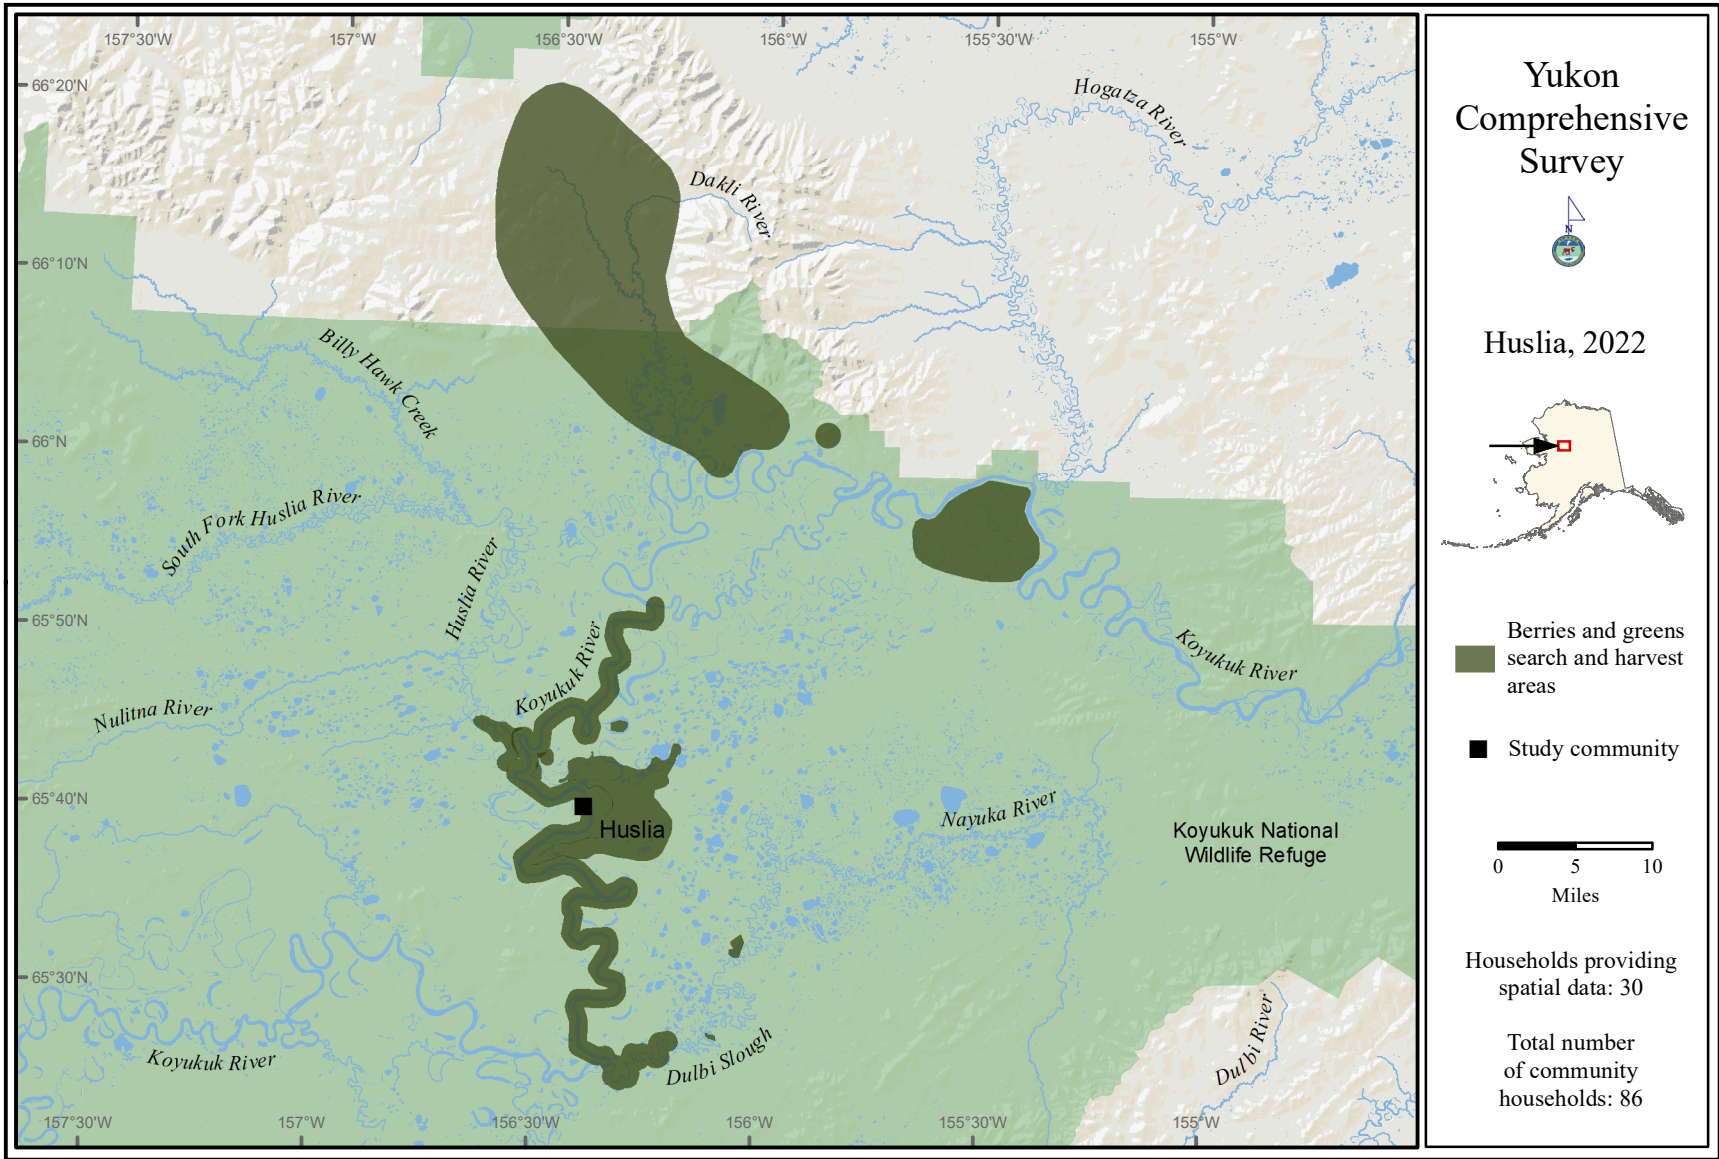 157°30'W
157°W
156°30'W
156°W
155°30'W
155°W
66°20'N
66°10'N
66°N
65°50'N
65°40'N
65°30'N
Hogatza River
Dakli River
Billy Hawk Creek
South Fork Huslia River
Huslia River
Koyukuk River
Koyukuk River
Nulitna River
Huslia
Nayuka River
Koyukuk National
Wildlife Refuge
Koyukuk River
Dulbi Slough
Dulbi River
157°30'W
157°W
156°30'W
156°W
155°30'W
155°W
Yukon
Comprehensive
Survey
N
Huslia, 2022
Berries and greens
search and harvest
areas
Study community
0 5 10
Miles
Households providing
spatial data: 30
Total number
of community
households: 86